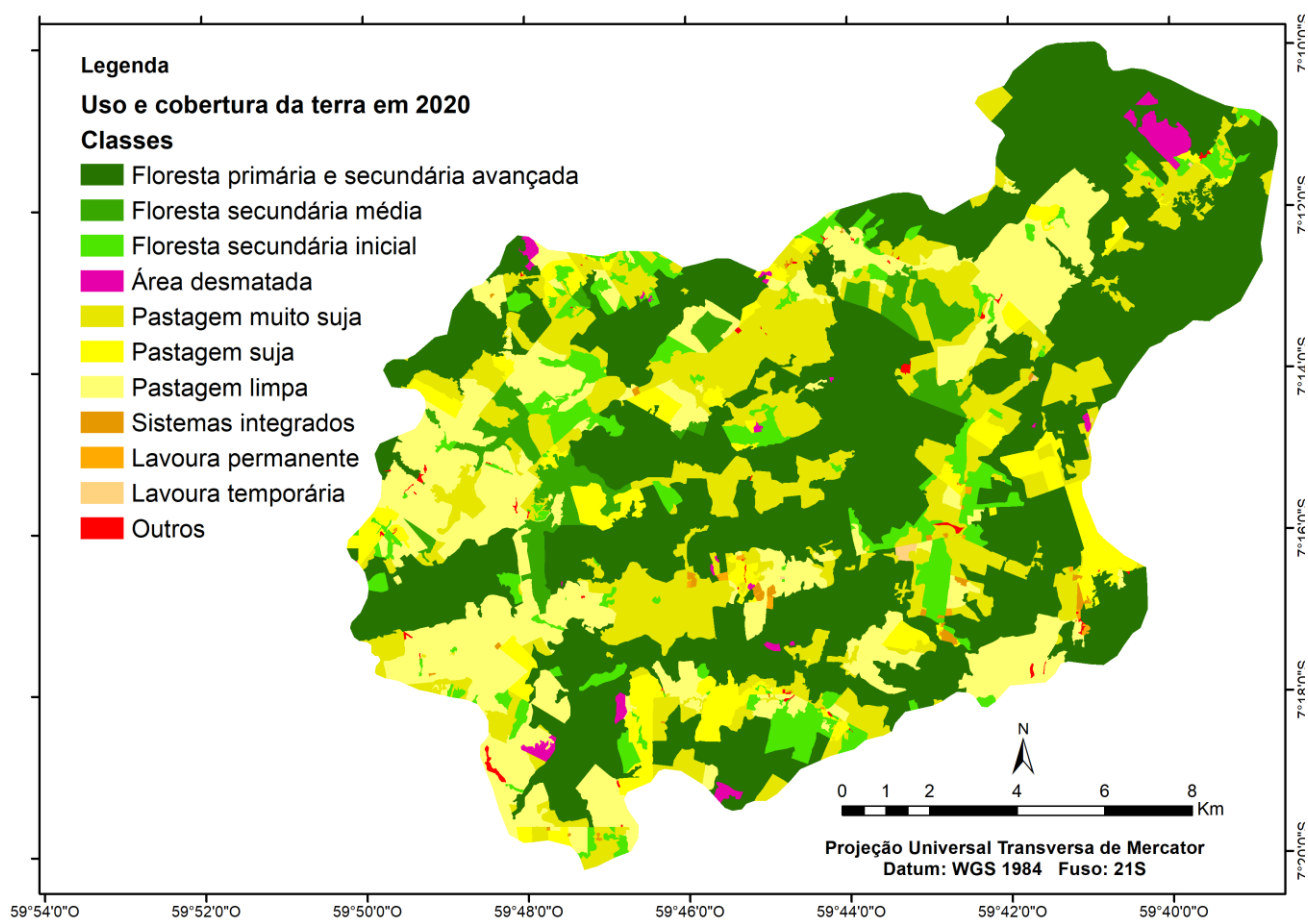 Legenda
Uso e cobertura da terra em 2020
Classes
Floresta primária e secundária avançada
Floresta secundária média
Floresta secundária inicial
Área desmatada
Pastagem muito suja
Pastagem suja
Pastagem limpa
Sistemas integrados
Lavoura permanente
Lavoura temporária
Outros
7°10'0"S
7°12'0"S
7°14'0"S
7°16'0"S
7°18'0"S
7°20'0"S
N
0 1 2 4 6 8
Km
Projeção Universal Transversa de Mercator
Datum: WGS 1984 Fuso: 21S
59°54'0"O 59°52'0"O 59°50'0"O 59°48'0"O 59°46'0"O 59°44'0"O 59°42'0"O 59°40'0"O